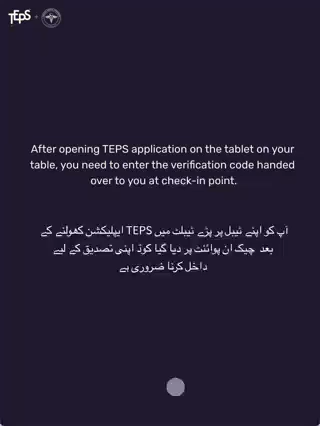 TEPS +
After opening TEPS application on the tablet on your
table, you need to enter the verification code handed
over to you at check-in point.
آپ کو اپنے ٹیبل پر پڑے ٹیبلٹ میں TEPS ایپلیکشن کھولنے کے
بعد چیک ان پوائنٹ پر دیا گیا کوڈ اپنی تصدیق کے لیے
داخل کرنا ضروری ہے